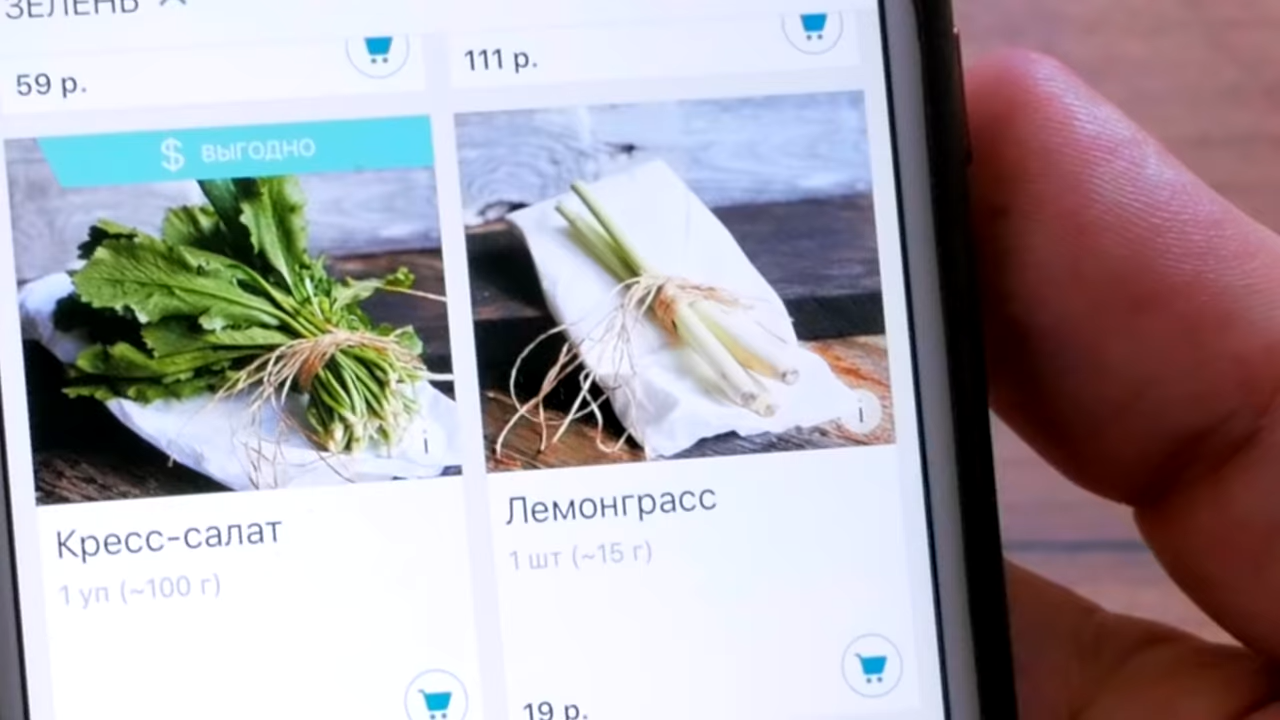 ЗЕЛЕНЬ
59 р.
111 р.
$ ВЫГОДНО
i
i
Кресс-салат
1 уп (~100 г)
Лемонграсс
1 шт (~15 г)
19 р.